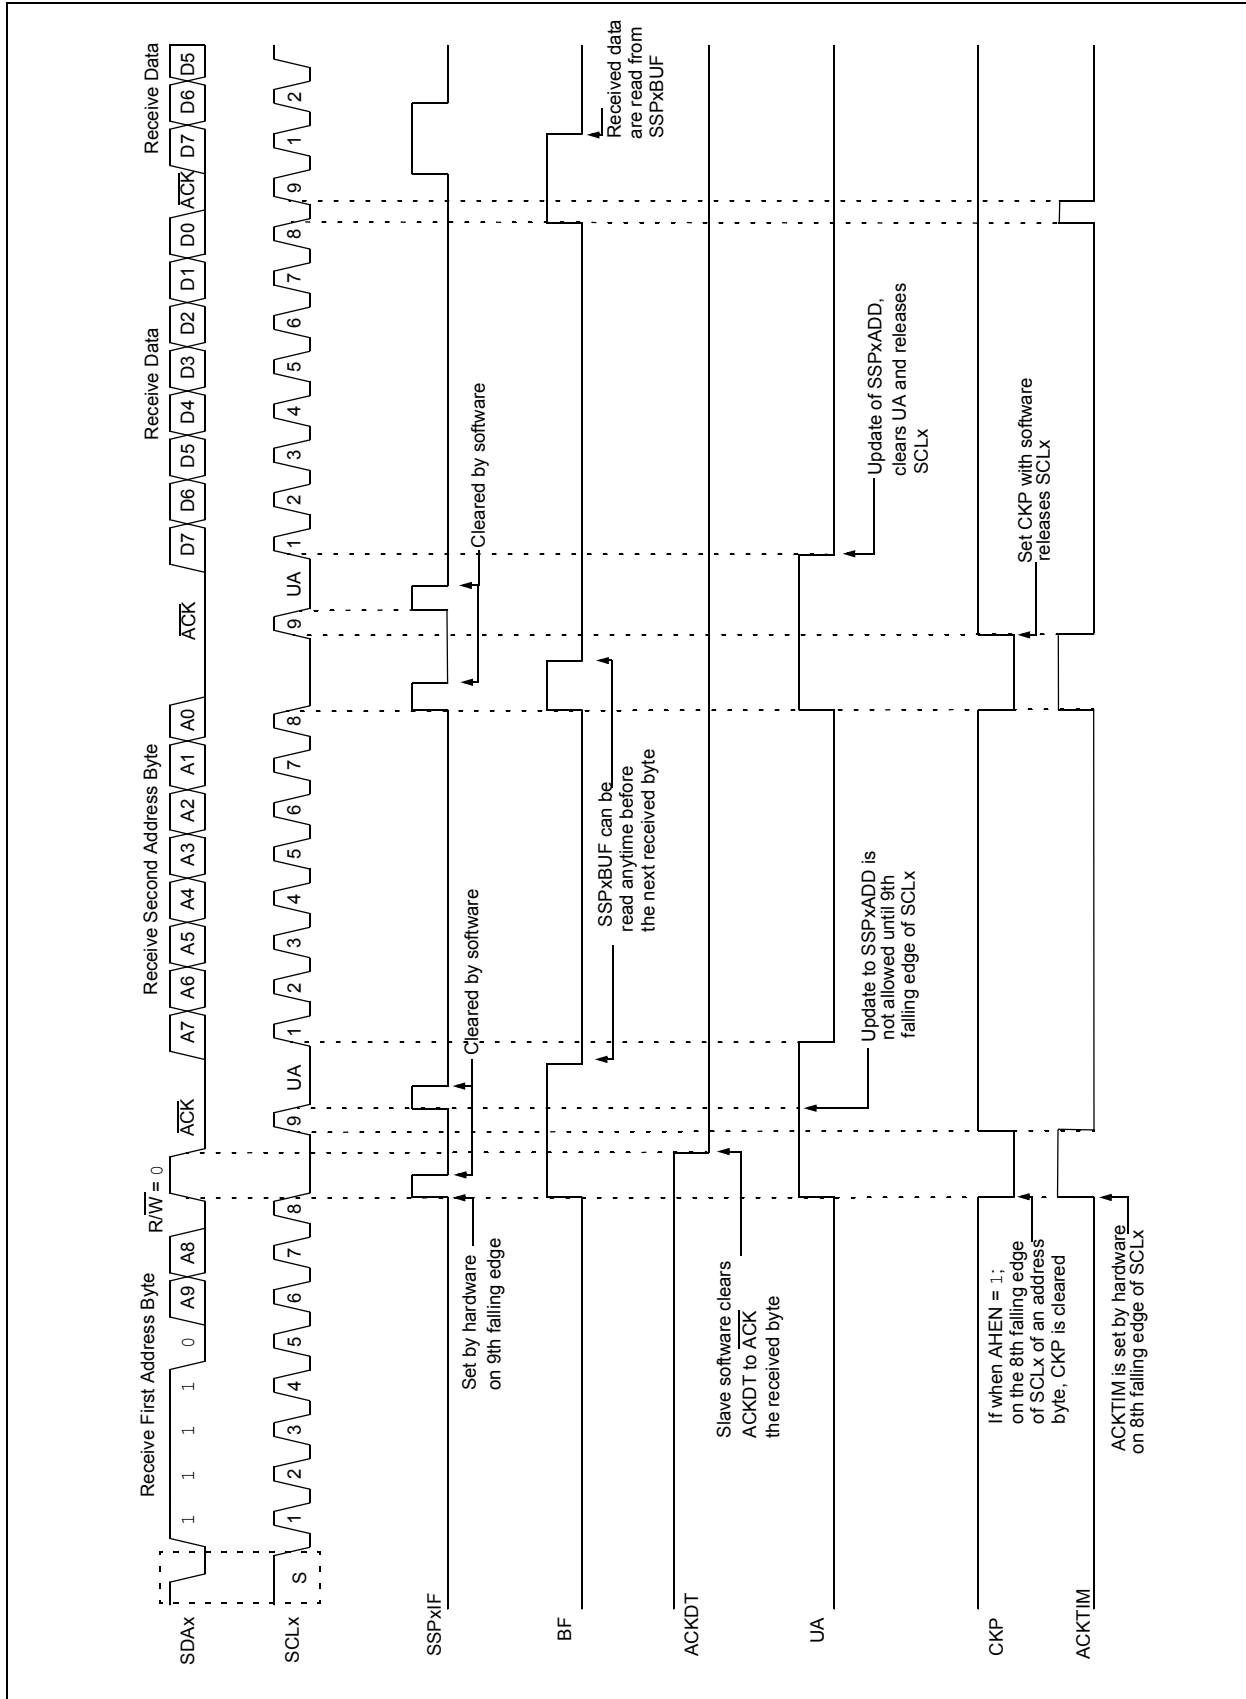 Receive First Address Byte
R/W = 0
Receive Second Address Byte
Receive Data
Receive Data
SDAx
1 1 1 1 0 A9 A8
ACK
A7 A6 A5 A4 A3 A2 A1 A0
ACK
D7 D6 D5 D4 D3 D2 D1 D0
ACK
D7 D6 D5
SCLx
S
1 2 3 4 5 6 7 8 9 UA
1 2 3 4 5 6 7 8 9 UA
1 2 3 4 5 6 7 8 9
1 2
SSPxIF
Set by hardware
on 9th falling edge
Cleared by software
Cleared by software
BF
SSPxBUF can be
read anytime before
the next received byte
Received data
are read from
SSPxBUF
ACKDT
Slave software clears
ACKDT to ACK
the received byte
UA
Update to SSPxADD is
not allowed until 9th
falling edge of SCLx
Update of SSPxADD,
clears UA and releases
SCLx
CKP
If when AHEN = 1;
on the 8th falling edge
of SCLx of an address
byte, CKP is cleared
Set CKP with software
releases SCLx
ACKTIM
ACKTIM is set by hardware
on 8th falling edge of SCLx